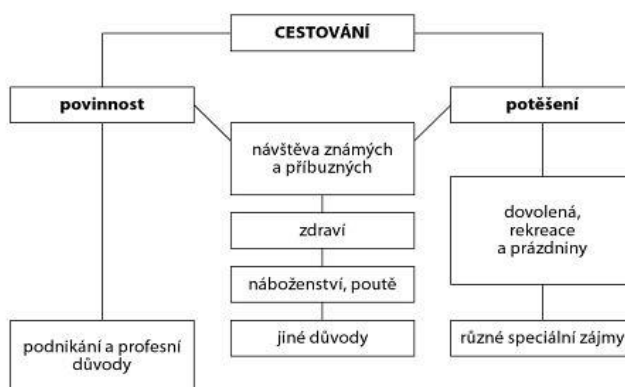 CESTOVÁNÍ
povinnost
potěšení
návštěva známých
a příbuzných
dovolená,
rekreace
a prázdniny
zdraví
náboženství, poutě
podnikání a profesní
důvody
jiné důvody
různé speciální zájmy